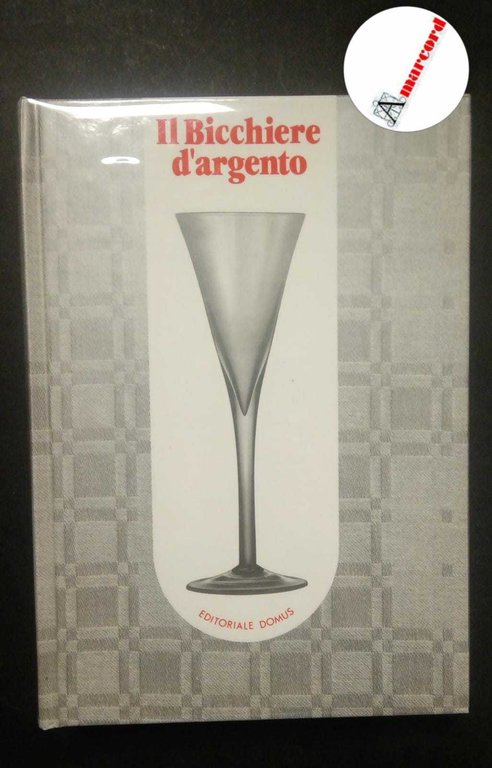 Amarcord
Il Bicchiere
d'argento
EDITORIALE DOMUS